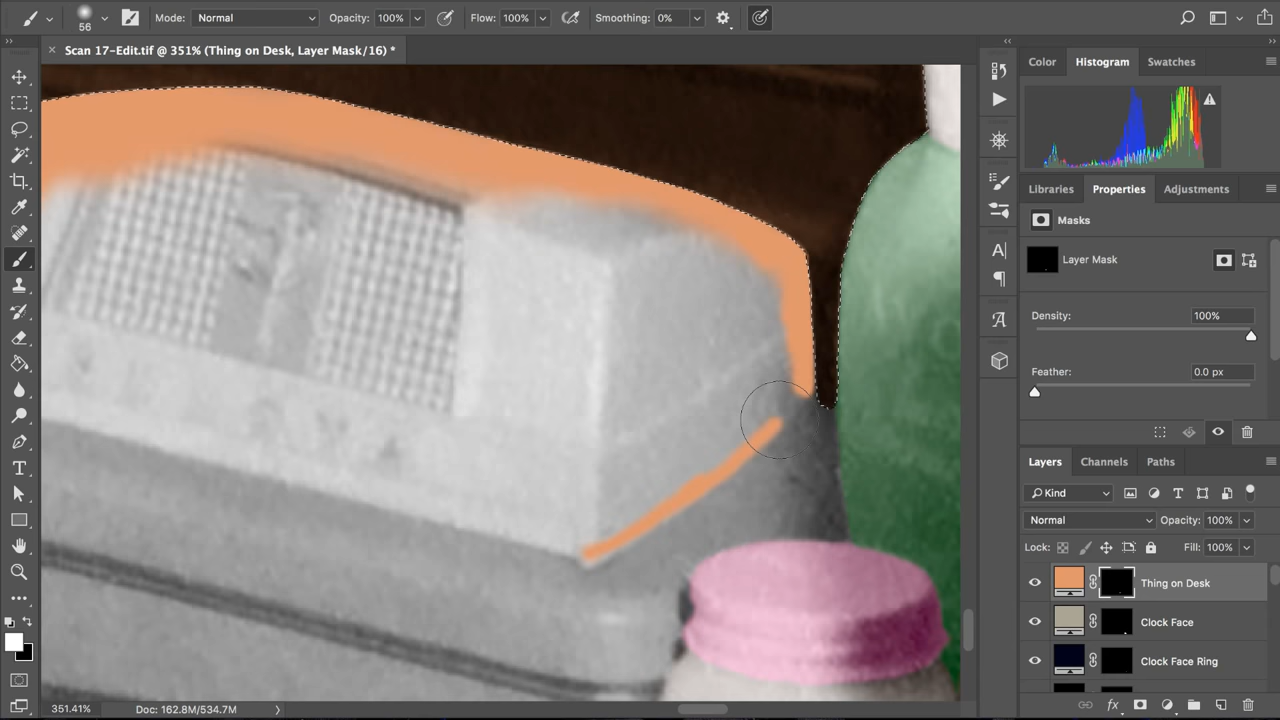 56 Mode: Normal Opacity: 100% Flow: 100% Smoothing: 0%
× Scan 17-Edit.tif @ 351% (Thing on Desk, Layer Mask/16) *
Color Histogram Swatches
Libraries Properties Adjustments
Masks
Layer Mask
Density: 100%
Feather: 0.0 px
Layers Channels Paths
Kind
Normal Opacity: 100%
Lock: Fill: 100%
Thing on Desk
Clock Face
Clock Face Ring
fx
351.41% Doc: 162.8M/534.7M